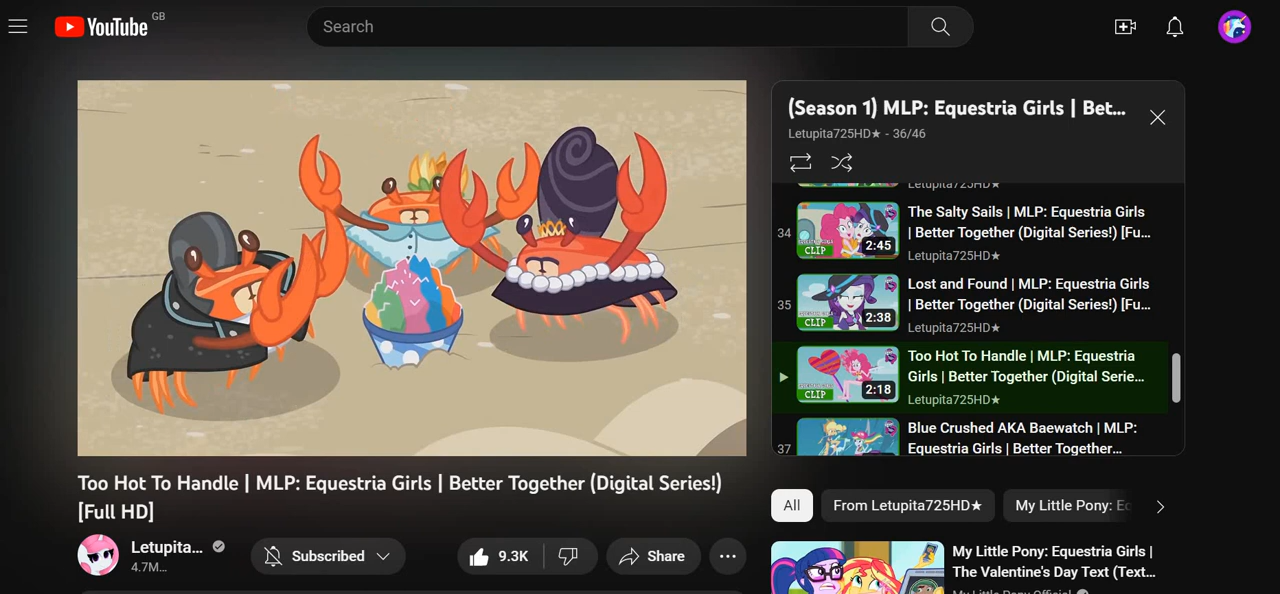 YouTube GB
Search
(Season 1) MLP: Equestria Girls | Bet...
Letupita725HD★ - 36/46
Letupita725HD★
34
2:45
CLIP
The Salty Sails | MLP: Equestria Girls
| Better Together (Digital Series!) [Fu...
Letupita725HD★
35
2:38
CLIP
Lost and Found | MLP: Equestria Girls
| Better Together (Digital Series!) [Fu...
Letupita725HD★
2:18
CLIP
Too Hot To Handle | MLP: Equestria
Girls | Better Together (Digital Serie...
Letupita725HD★
37
Blue Crushed AKA Baewatch | MLP:
Equestria Girls | Better Together...
Too Hot To Handle | MLP: Equestria Girls | Better Together (Digital Series!)
[Full HD]
Letupita...
4.7M...
Subscribed
9.3K
Share
All
From Letupita725HD★
My Little Pony: Eq
My Little Pony: Equestria Girls |
The Valentine's Day Text (Text...
My Little Pony Official